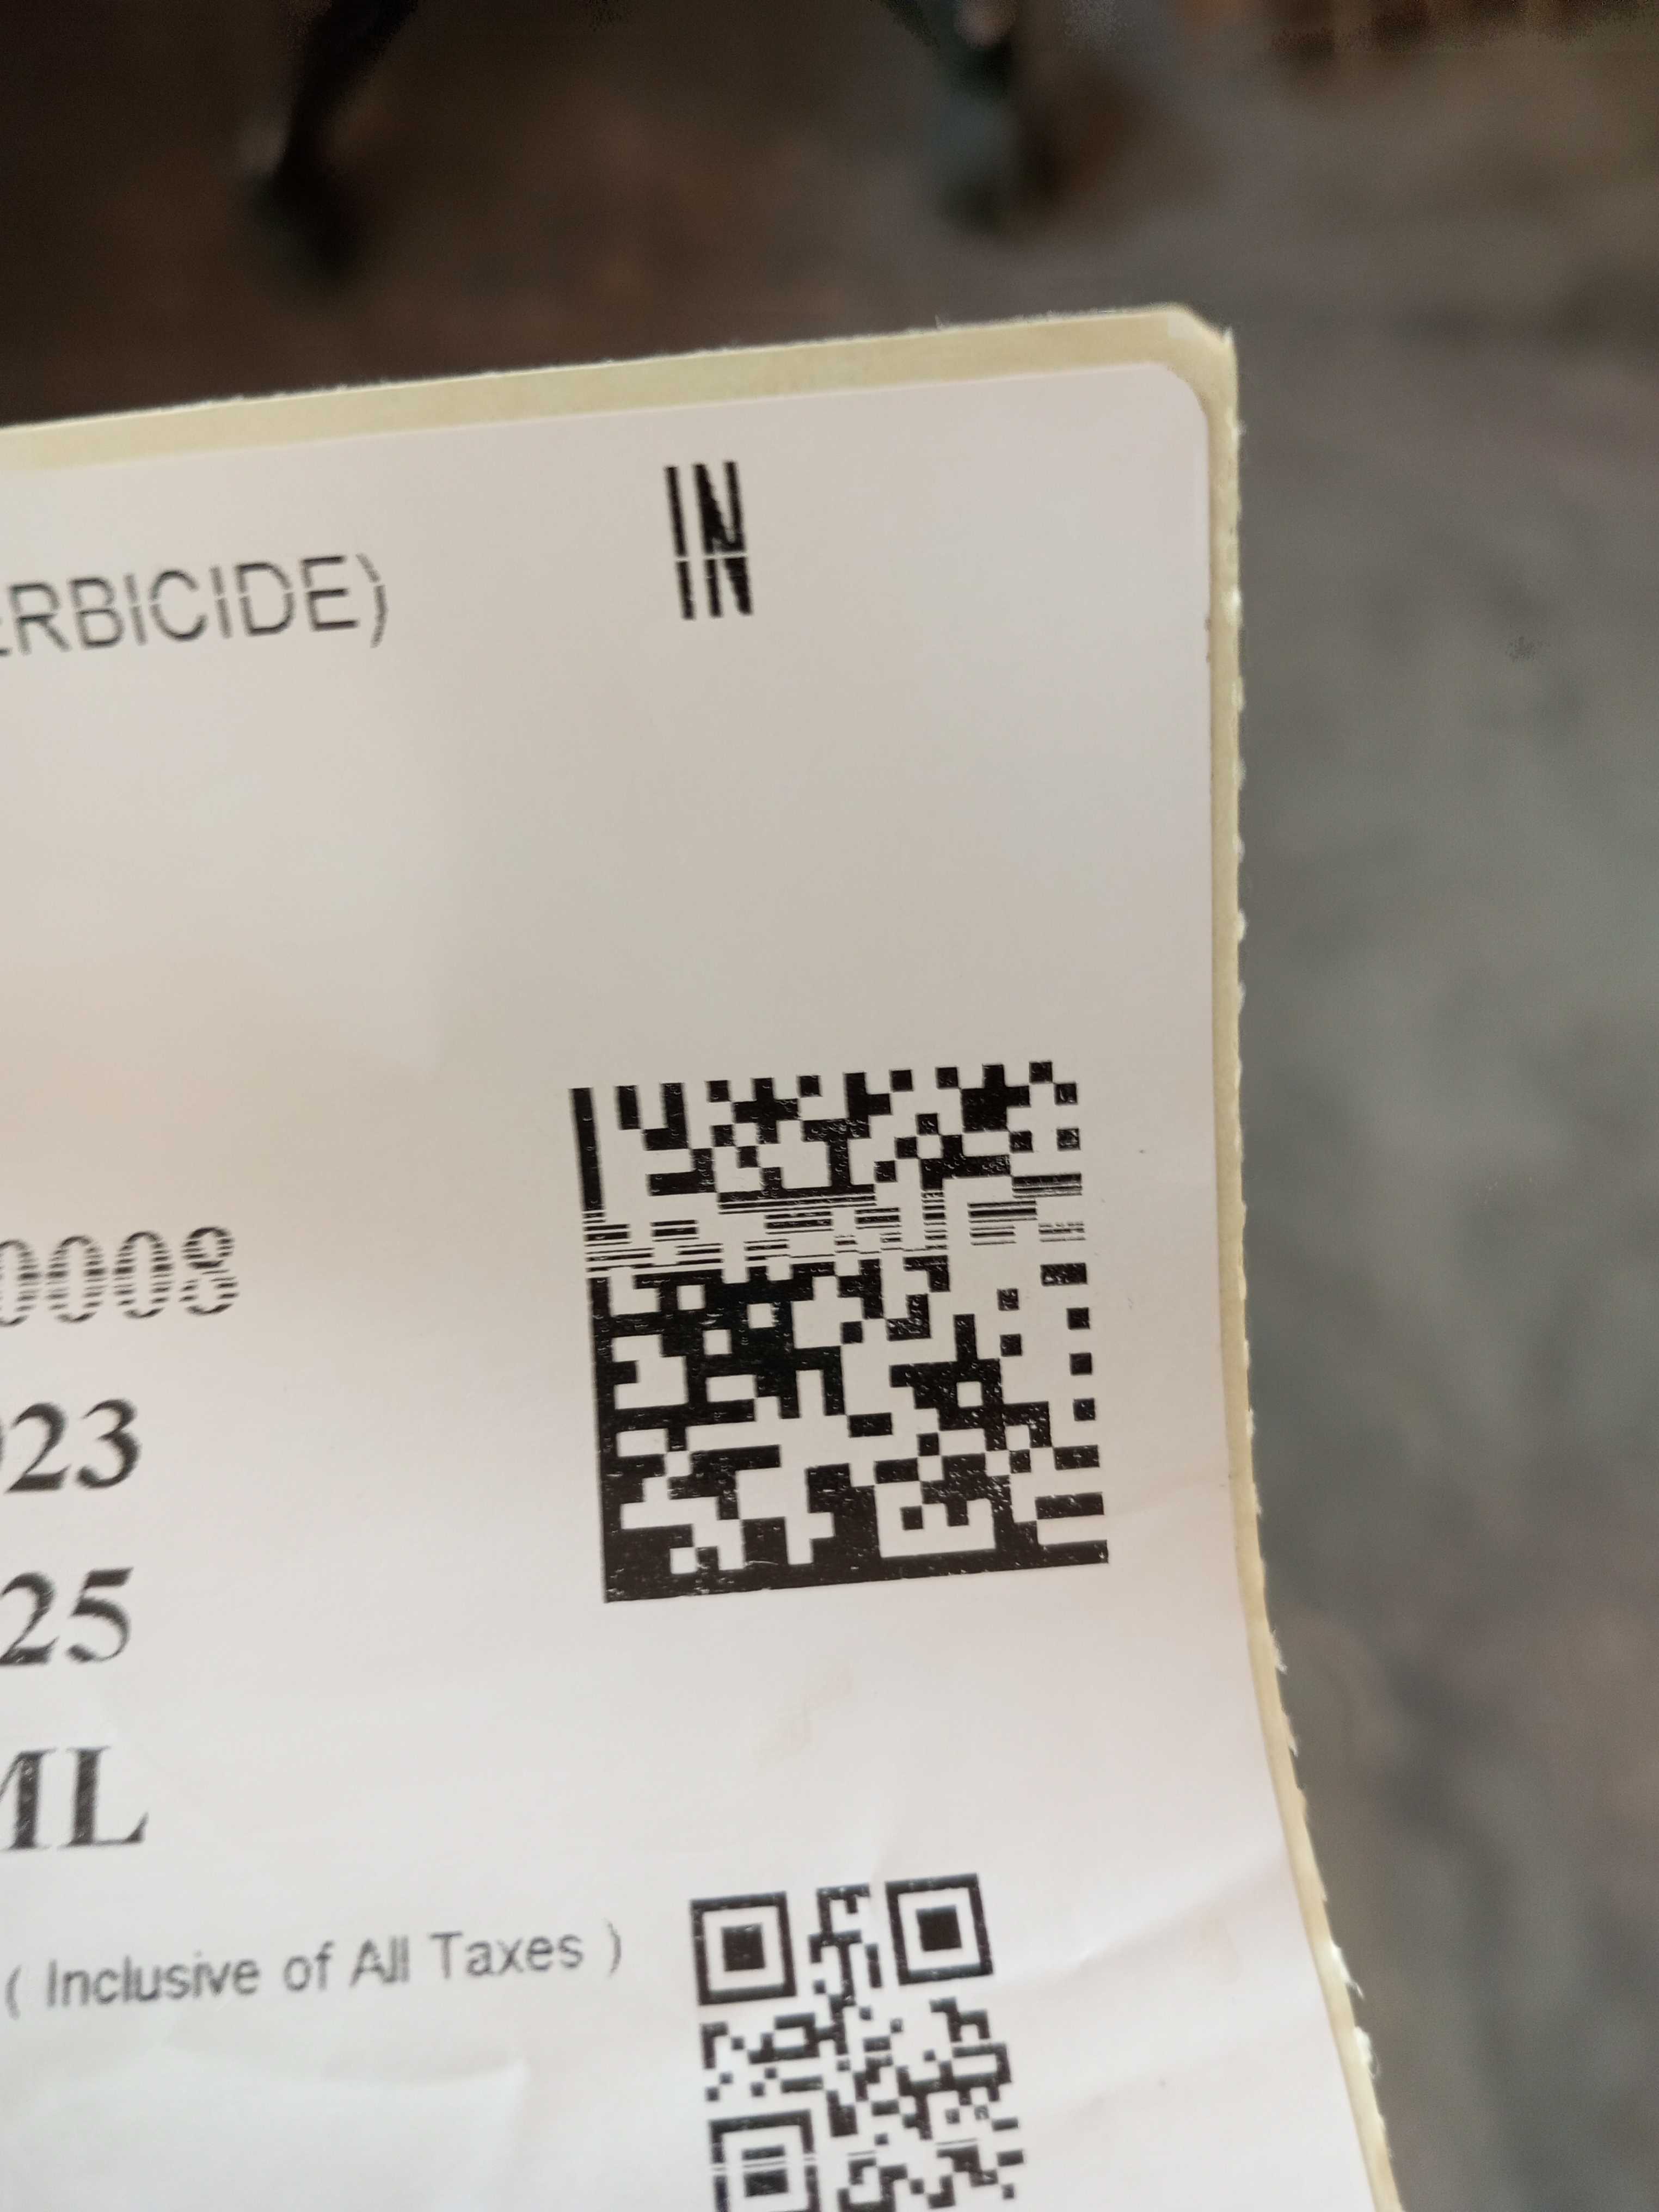 IN
ERBICIDE)
0008
023
25
ML
( Inclusive of All Taxes )